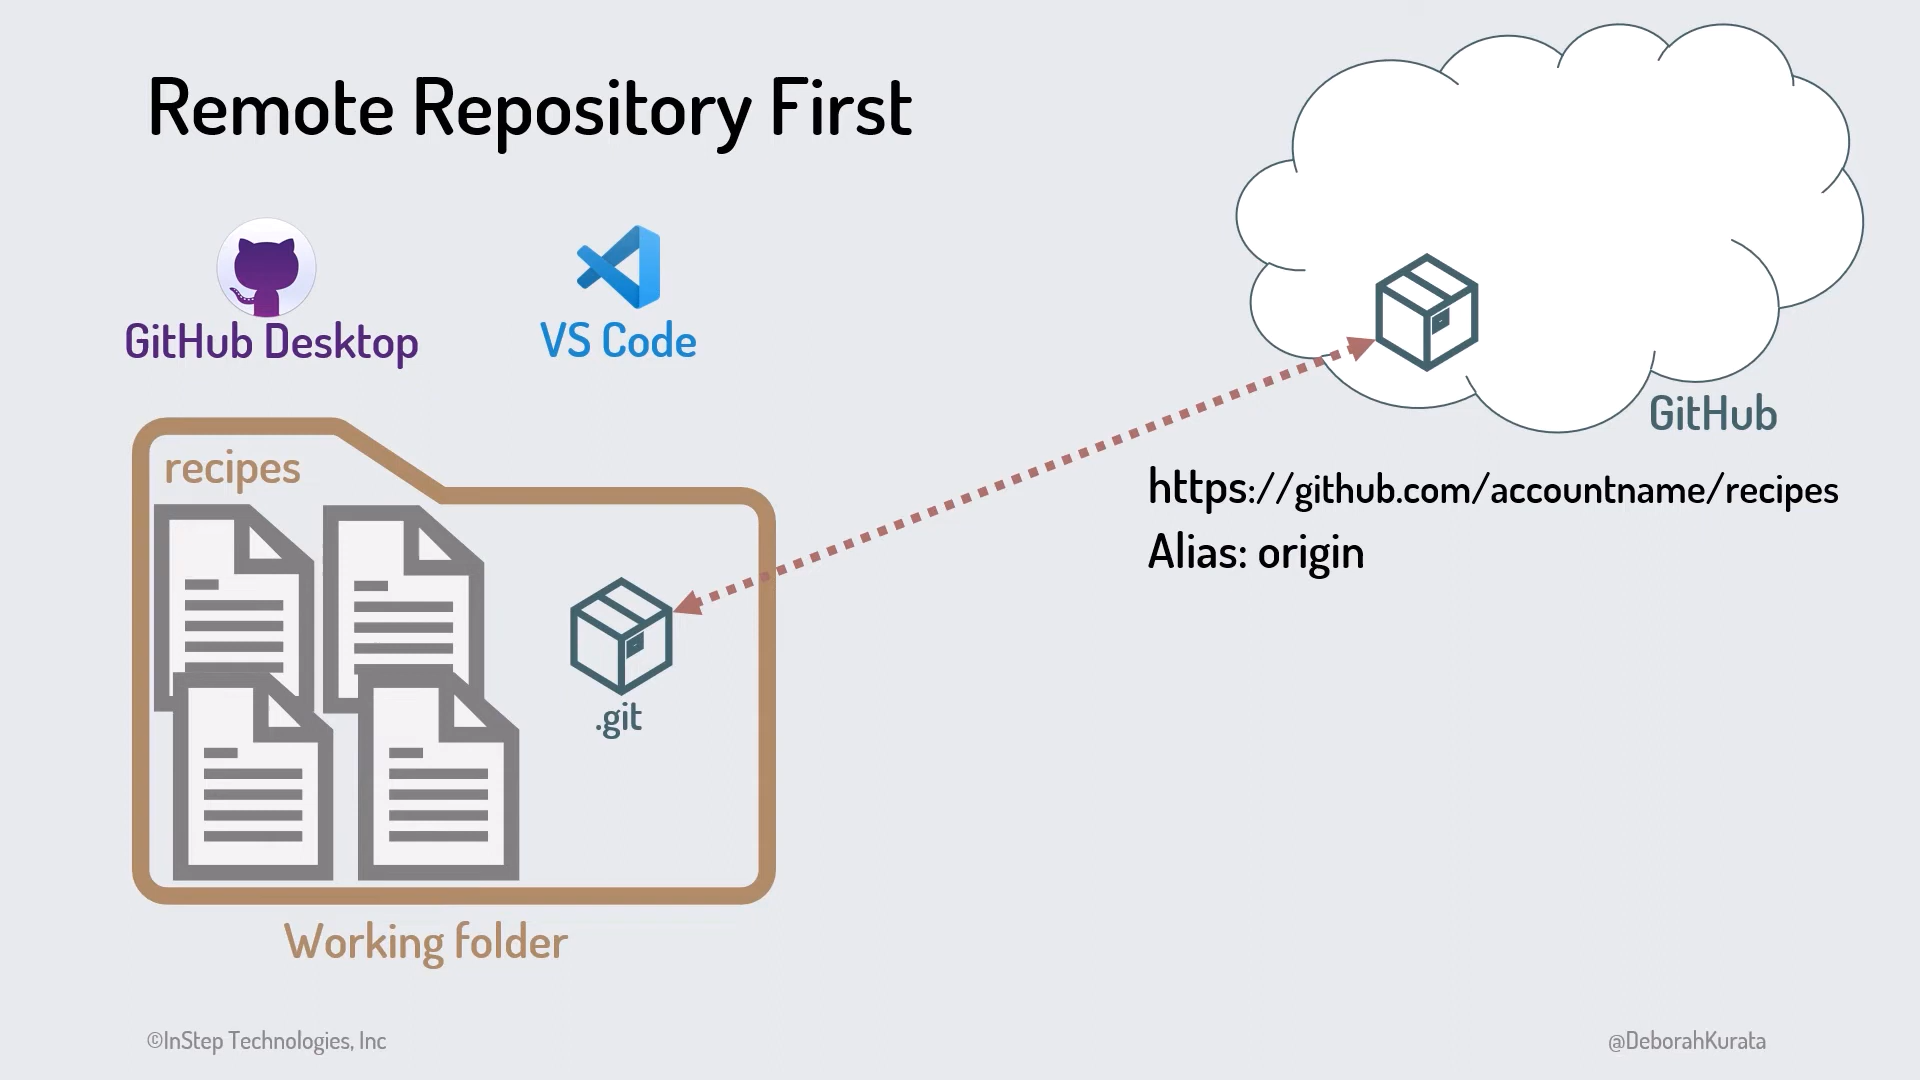 Remote Repository First
GitHub Desktop
VS Code
GitHub
https://github.com/accountname/recipes
Alias: origin
recipes
.git
Working folder
©InStep Technologies, Inc
@DeborahKurata